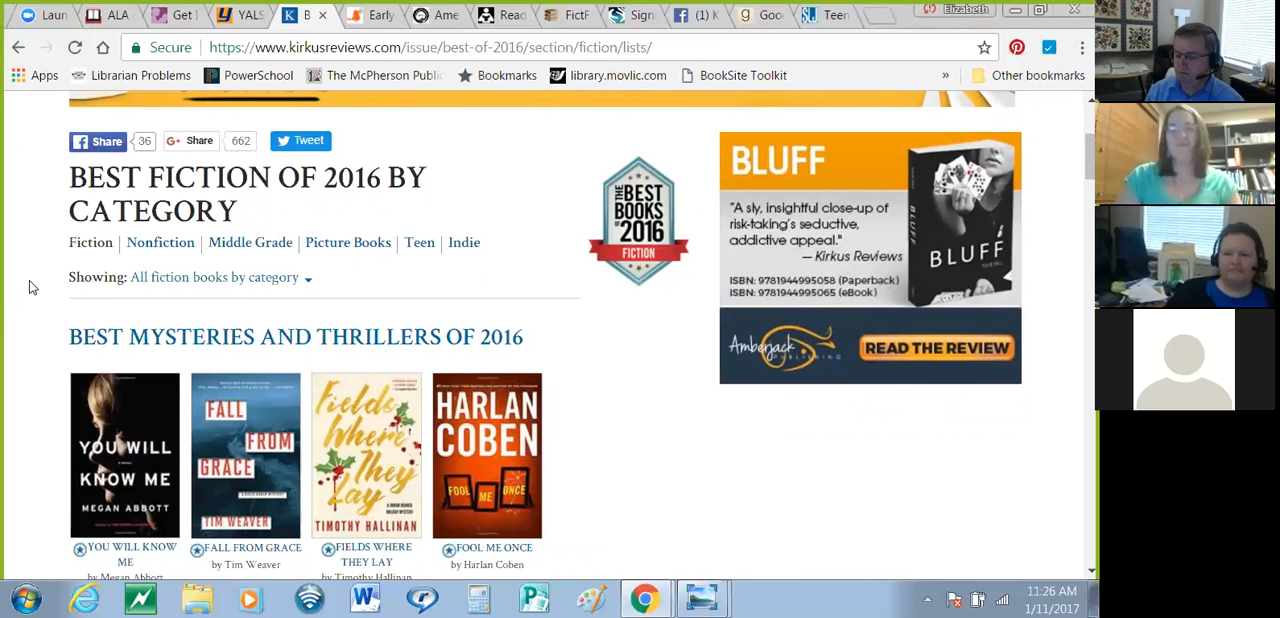 Laun
ALA
Get I
YALS
B
Early
Ame
Read
FictF
Sign
(1)
Goo
Teen
Elizabeth
Secure
https://www.kirkusreviews.com/issue/best-of-2016/section/fiction/lists/
Apps
Librarian Problems
PowerSchool
The McPherson Publi
Bookmarks
library.movlic.com
BookSite Toolkit
»
Other bookmarks
Share
36
Share
662
Tweet
BEST FICTION OF 2016 BY
CATEGORY
Fiction | Nonfiction | Middle Grade | Picture Books | Teen | Indie
Showing: All fiction books by category
THE
BEST
BOOKS
OF 2016
FICTION
BLUFF
"A sly, insightful close-up of
risk-taking's seductive,
addictive appeal."
— Kirkus Reviews
ISBN: 9781944995058 (Paperback)
ISBN: 9781944995065 (eBook)
BLUFF
Amberjack
PUBLISHING
READ THE REVIEW
BEST MYSTERIES AND THRILLERS OF 2016
YOU WILL
KNOW ME
MEGAN ABBOTT
FALL
FROM
GRACE
TIM WEAVER
Fields
Where
They
Lay
TIMOTHY HALLINAN
HARLAN
COBEN
FOOL ME ONCE
YOU WILL KNOW
ME
by Megan Abbott
FALL FROM GRACE
by Tim Weaver
FIELDS WHERE
THEY LAY
by Timothy Hallinan
FOOL ME ONCE
by Harlan Coben
11:26 AM
1/11/2017